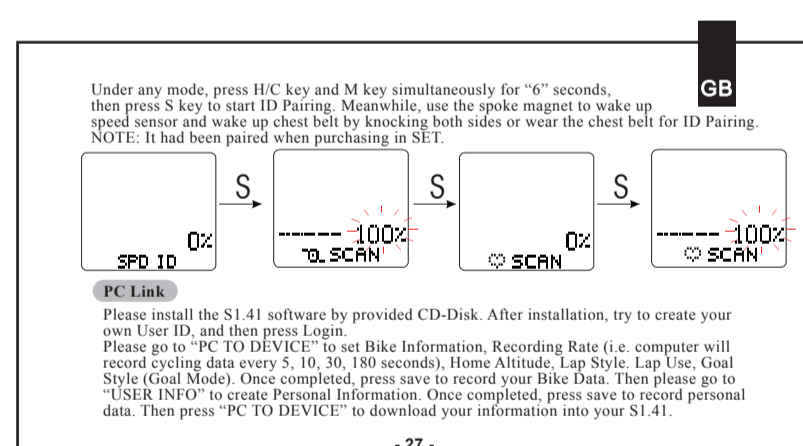 GB
Under any mode, press H/C key and M key simultaneously for “6” seconds,
then press S key to start ID Pairing. Meanwhile, use the spoke magnet to wake up
speed sensor and wake up chest belt by knocking both sides or wear the chest belt for ID Pairing.
NOTE: It had been paired when purchasing in SET.
S S S
0% ------ 100% 0% ------ 100%
SPD ID SCAN SCAN SCAN
PC Link
Please install the S1.41 software by provided CD-Disk. After installation, try to create your
own User ID, and then press Login.
Please go to “PC TO DEVICE” to set Bike Information, Recording Rate (i.e. computer will
record cycling data every 5, 10, 30, 180 seconds), Home Altitude, Lap Style. Lap Use, Goal
Style (Goal Mode). Once completed, press save to record your Bike Data. Then please go to
“USER INFO” to create Personal Information. Once completed, press save to record personal
data. Then press “PC TO DEVICE” to download your information into your S1.41.
- 27 -